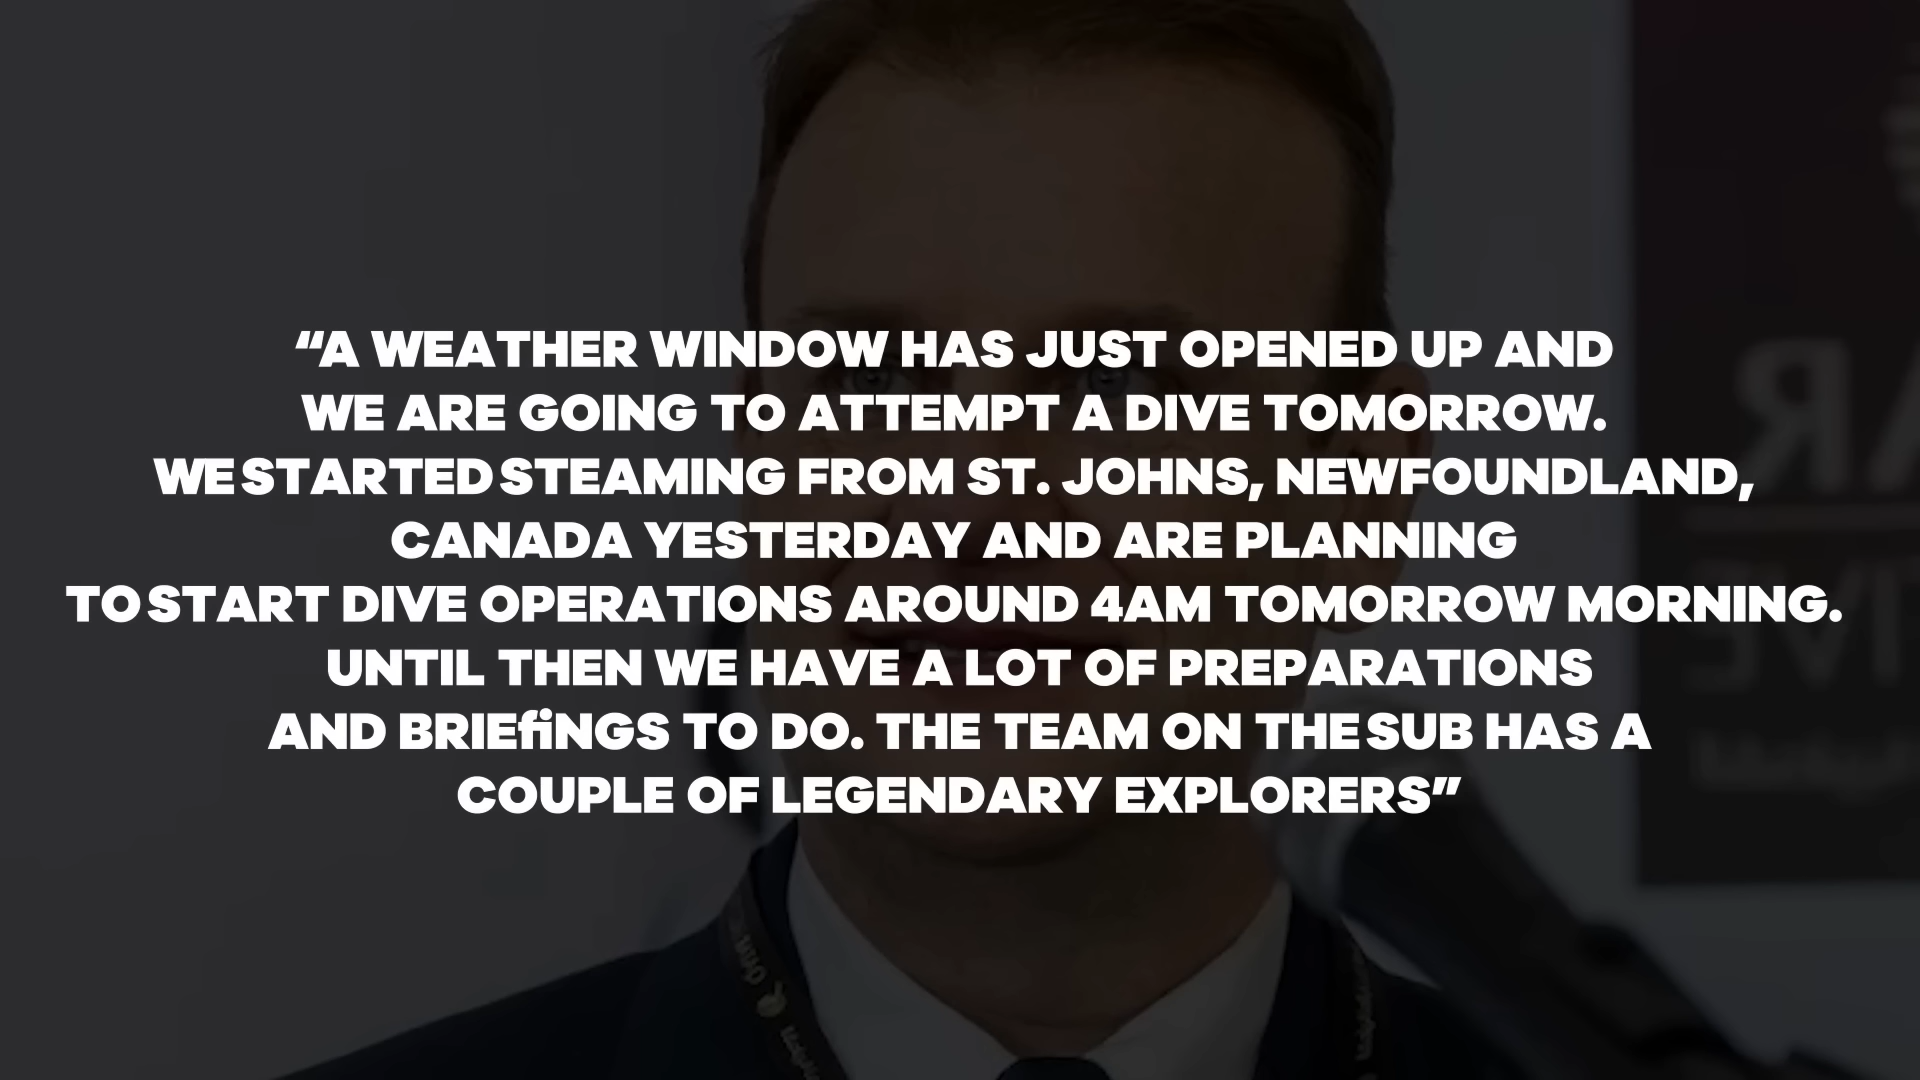 “A WEATHER WINDOW HAS JUST OPENED UP AND
WE ARE GOING TO ATTEMPT A DIVE TOMORROW.
WE STARTED STEAMING FROM ST. JOHNS, NEWFOUNDLAND,
CANADA YESTERDAY AND ARE PLANNING
TO START DIVE OPERATIONS AROUND 4AM TOMORROW MORNING.
UNTIL THEN WE HAVE A LOT OF PREPARATIONS
AND BRIEfiNGS TO DO. THE TEAM ON THE SUB HAS A
COUPLE OF LEGENDARY EXPLORERS”